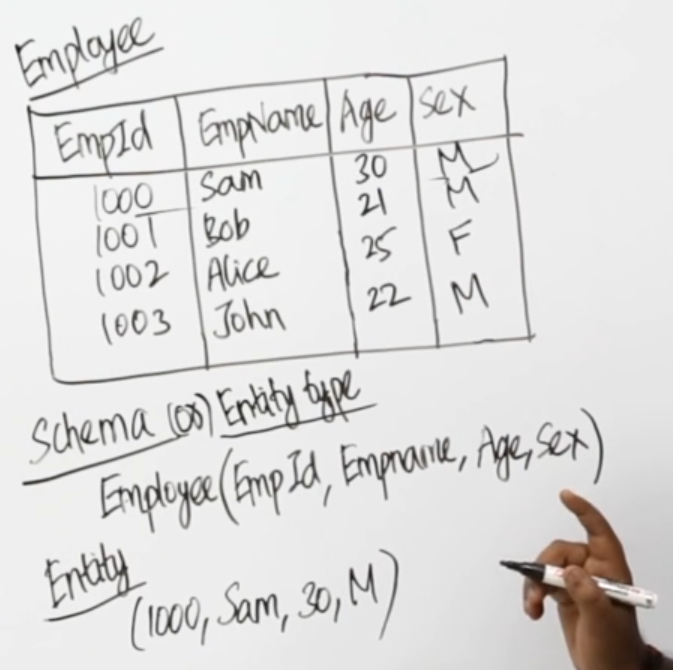 Employee
EmpId EmpName Age Sex
1000 Sam 30 M
1001 Bob 21 M
1002 Alice 25 F
1003 John 22 M
Schema (or) Entity type
Employee(EmpId, Empname, Age, Sex)
Entity
(1000, Sam, 30, M)